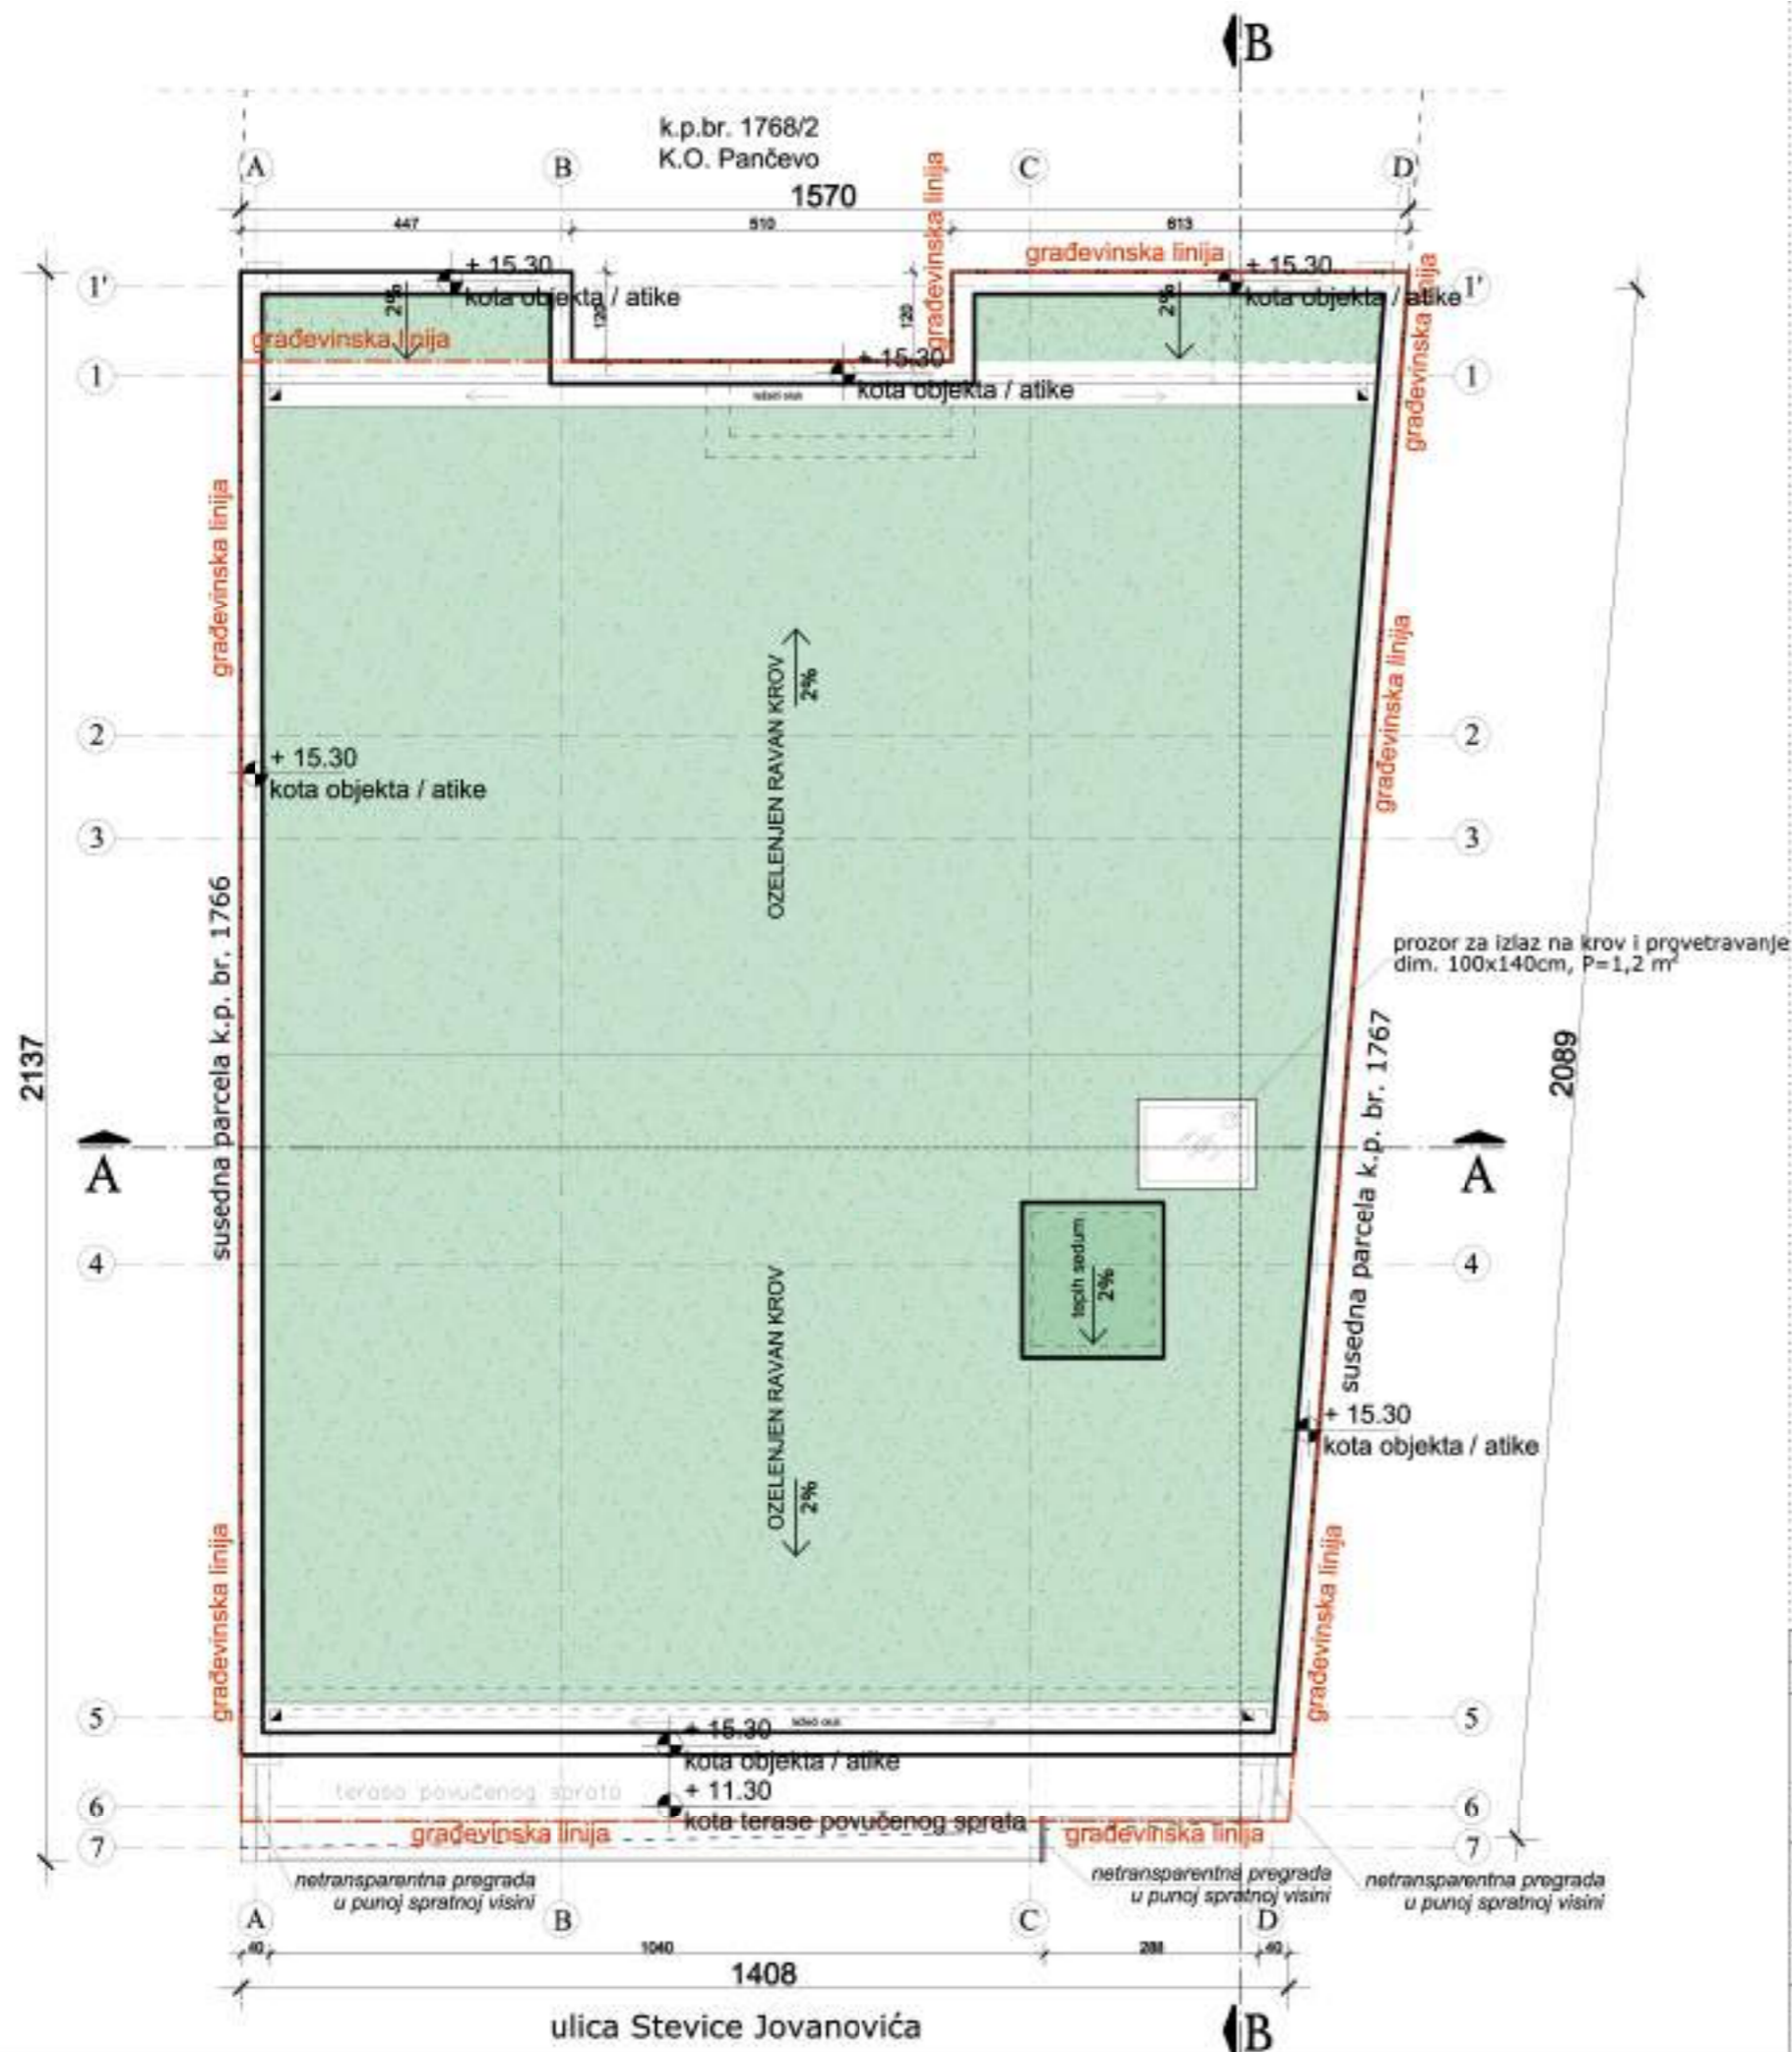 B
k.p.br. 1768/2
K.O. Pančevo
A
B
C
D
1570
447
510
613
građevinska linija
građevinska linija
građevinska linija
1'
1'
+ 15.30
kota objekta / atike
+ 15.30
kota objekta / atike
2%
120
120
2%
građevinska linija
1
1
+ 15.30
kota objekta / atike
građevinska linija
građevinska linija
OZELENJEN RAVAN KROV
2%
2
2
+ 15.30
kota objekta / atike
3
3
susedna parcela k.p. br. 1766
prozor za izlaz na krov i provetravanje
dim. 100x140cm, P=1,2 m²
2137
2089
susedna parcela k.p. br. 1767
A
A
tepih sedum
2%
4
4
OZELENJEN RAVAN KROV
2%
+ 15.30
kota objekta / atike
građevinska linija
građevinska linija
5
5
+ 15.30
kota objekta / atike
terasa povučenog sprata
+ 11.30
kota terase povučenog sprata
6
6
građevinska linija
građevinska linija
7
7
netransparentna pregrada
u punoj spratnoj visini
netransparentna pregrada
u punoj spratnoj visini
netransparentna pregrada
u punoj spratnoj visini
A
B
C
D
40
1040
288
40
1408
ulica Stevice Jovanovića
B